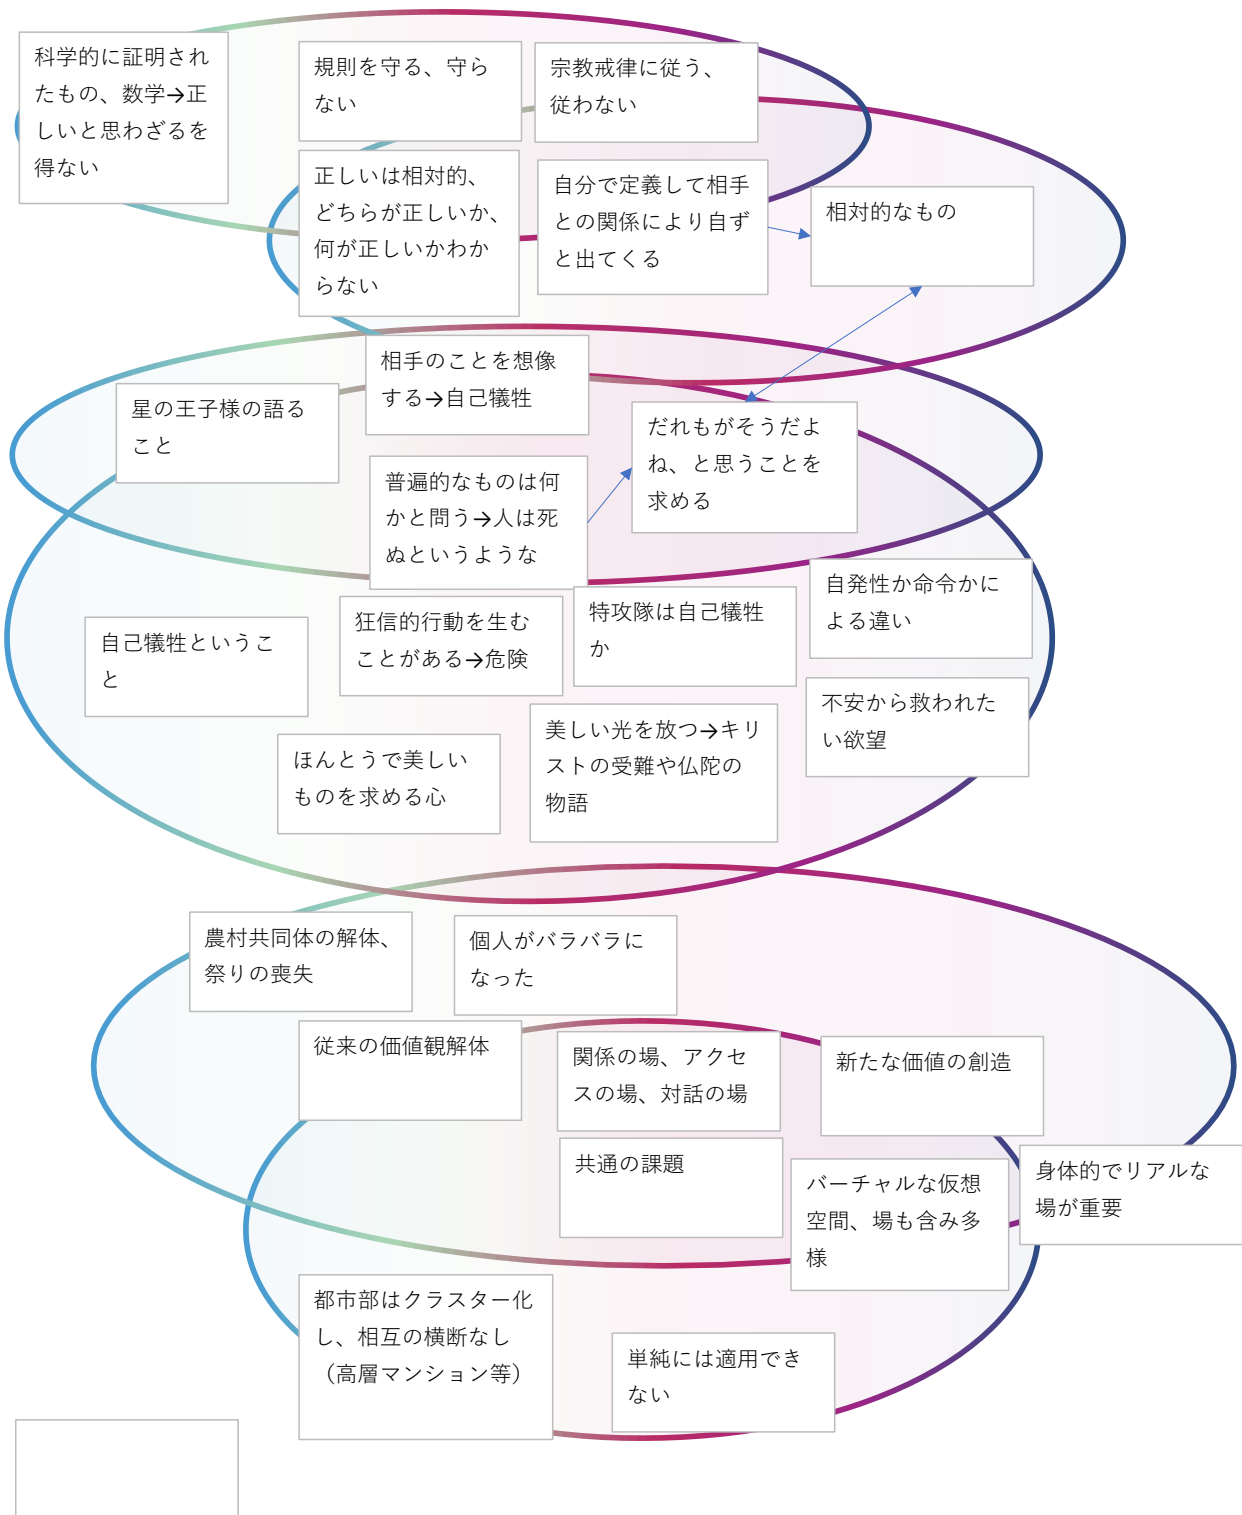 科学的に証明され
たもの、数学→正
しいと思わざるを
得ない
規則を守る、守ら
ない
宗教戒律に従う、
従わない
正しいは相対的、
どちらが正しいか、
何が正しいかわか
らない
自分で定義して相手
との関係により自ず
と出てくる
相対的なもの
相手のことを想像
する→自己犠牲
星の王子様の語る
こと
だれもがそうだよ
ね、と思うことを
求める
普遍的なものは何
かと問う→人は死
ぬというような
自発性か命令かに
よる違い
特攻隊は自己犠牲
か
狂信的行動を生む
ことがある→危険
自己犠牲というこ
と
不安から救われた
い欲望
美しい光を放つ→キリ
ストの受難や仏陀の
物語
ほんとうで美しい
ものを求める心
農村共同体の解体、
祭りの喪失
個人がバラバラに
なった
従来の価値観解体
関係の場、アクセ
スの場、対話の場
新たな価値の創造
共通の課題
バーチャルな仮想
空間、場も含み多
様
身体的でリアルな
場が重要
都市部はクラスター化
し、相互の横断なし
（高層マンション等）
単純には適用でき
ない